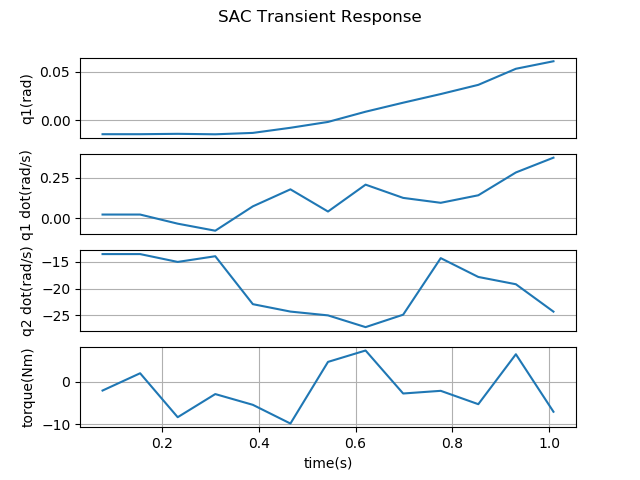 SAC Transient Response
q1(rad)
0.05
0.00
q1 dot(rad/s)
0.25
0.00
q2 dot(rad/s)
−15
−20
−25
torque(Nm)
0
−10
0.2 0.4 0.6 0.8 1.0
time(s)